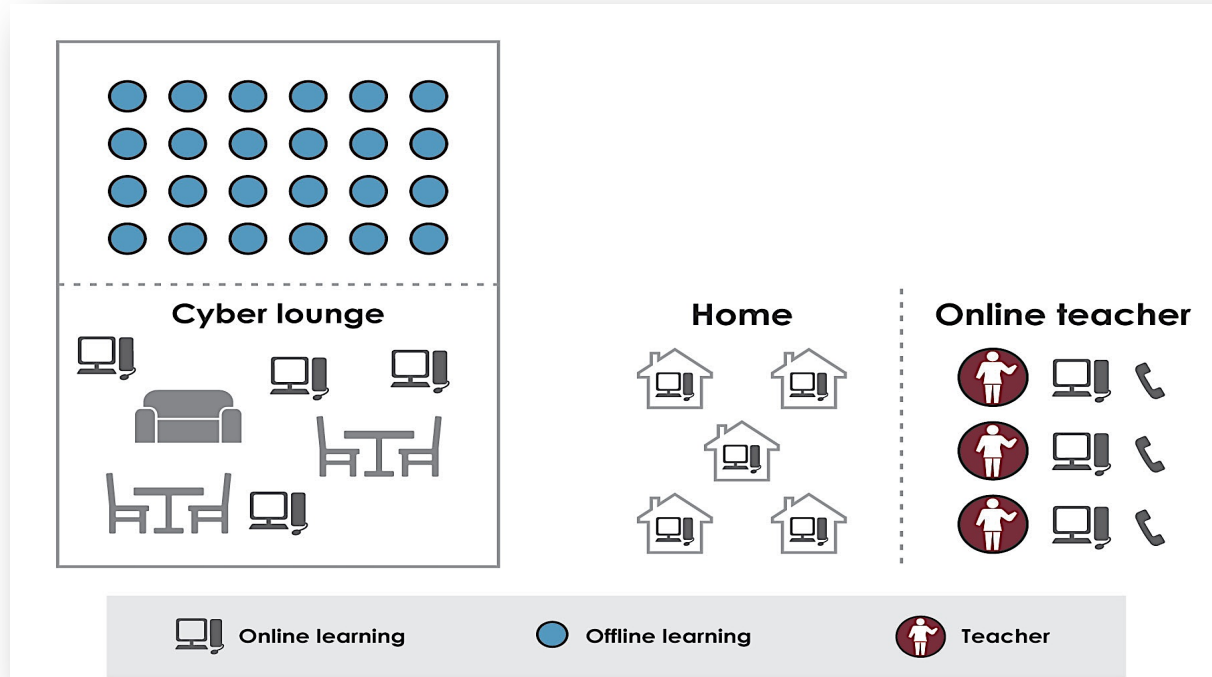 Cyber lounge
Home
Online teacher
Online learning
Offline learning
Teacher